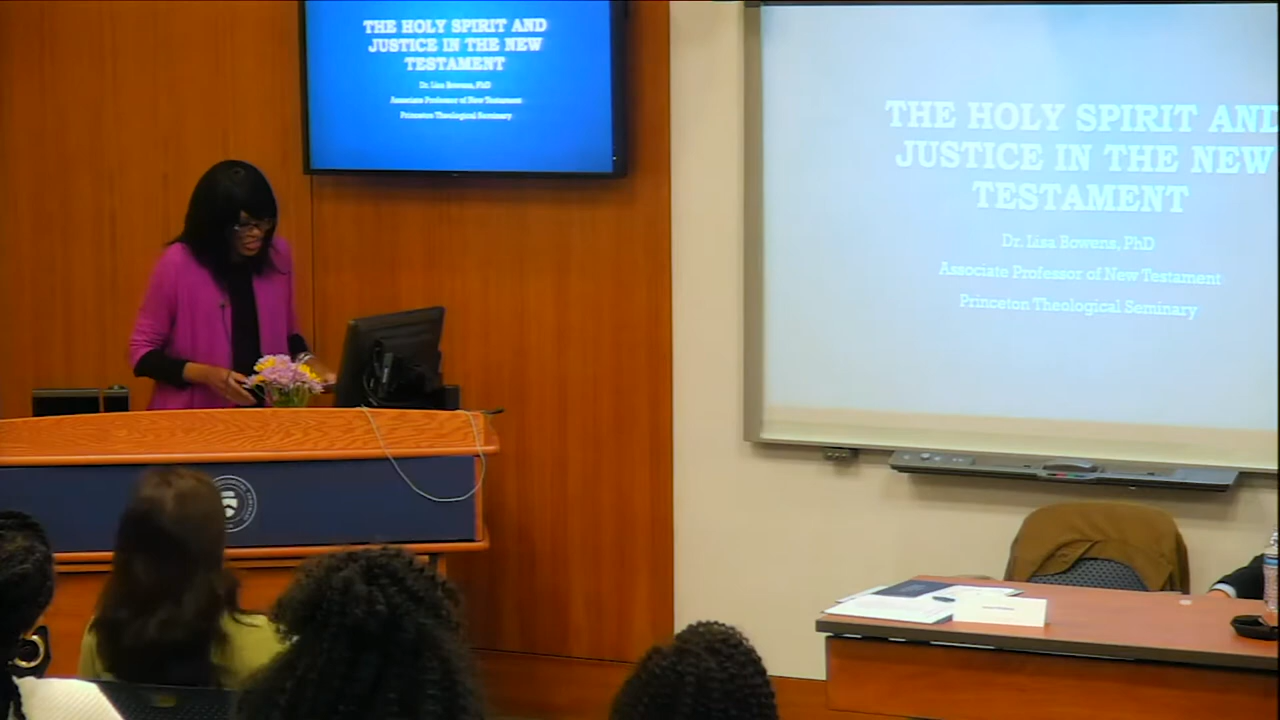 THE HOLY SPIRIT AND
JUSTICE IN THE NEW
TESTAMENT
Dr. Lisa Bowens, PhD
Associate Professor of New Testament
Princeton Theological Seminary
THE HOLY SPIRIT AND
JUSTICE IN THE NEW
TESTAMENT
Dr. Lisa Bowens, PhD
Associate Professor of New Testament
Princeton Theological Seminary